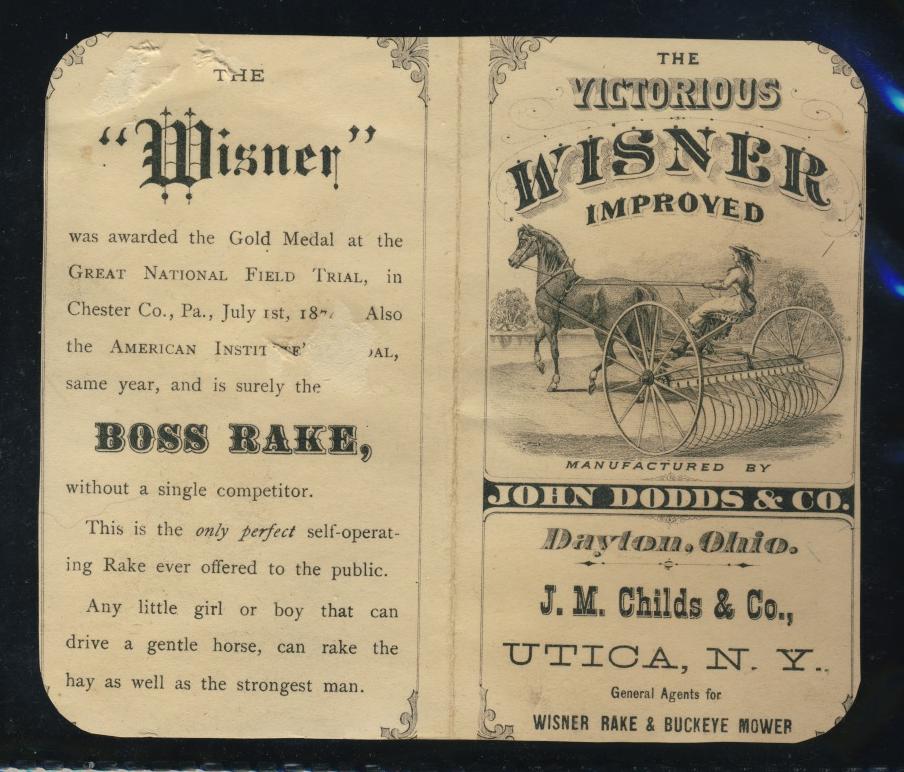 THE
"Wisner"
was awarded the Gold Medal at the
GREAT NATIONAL FIELD TRIAL, in
Chester Co., Pa., July 1st, Also
the AMERICAN
same year, and is surely the
BOSS RAKE,
without a single competitor.
This is the only perfect self-operat-
ing Rake ever offered to the public.
Any little girl or boy that can
drive a gentle horse, can rake the
hay as well as the strongest man.
THE
VICTORIOUS
WISNER
IMPROVED
MANUFACTURED BY
JOHN DODDS & CO.
Dayton, Ohio.
J. M. Childs & Co.,
UTICA, N. Y.,
General Agents for
WISNER RAKE & BUCKEYE MOWER